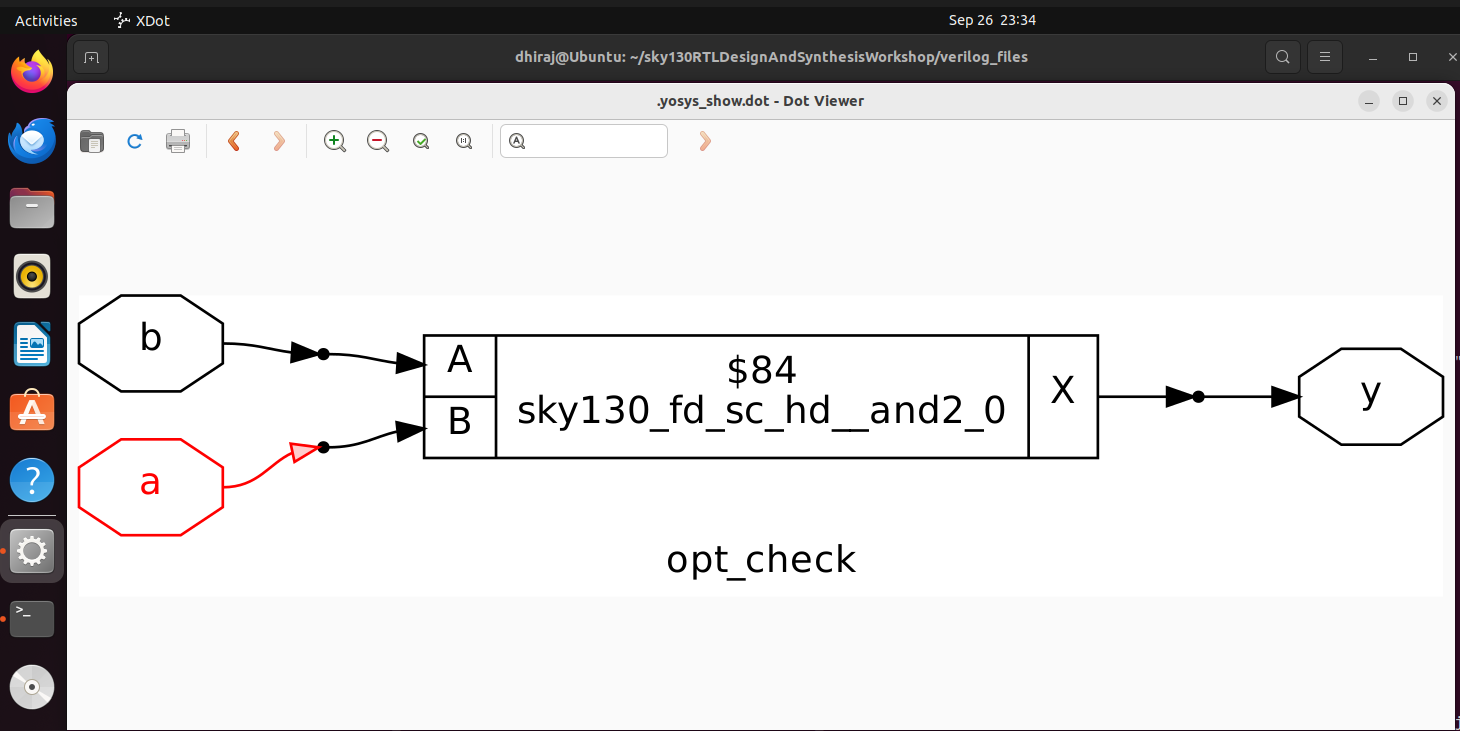 Activities XDot Sep 26 23:34
dhiraj@Ubuntu: ~/sky130RTLDesignAndSynthesisWorkshop/verilog_files
.yosys_show.dot - Dot Viewer
b
a
A
B
$84
sky130_fd_sc_hd__and2_0
X
y
opt_check